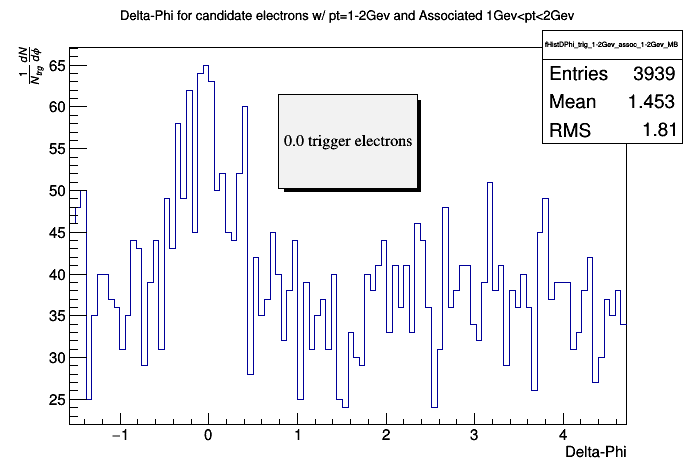 Delta-Phi for candidate electrons w/ pt=1-2Gev and Associated 1Gev<pt<2Gev
fHistDPhi_trig_1-2Gev_assoc_1-2Gev_MB
Entries 3939
Mean 1.453
RMS 1.81
1/N_trg dN/dϕ
0.0 trigger electrons
65
60
55
50
45
40
35
30
25
−1 0 1 2 3 4
Delta-Phi